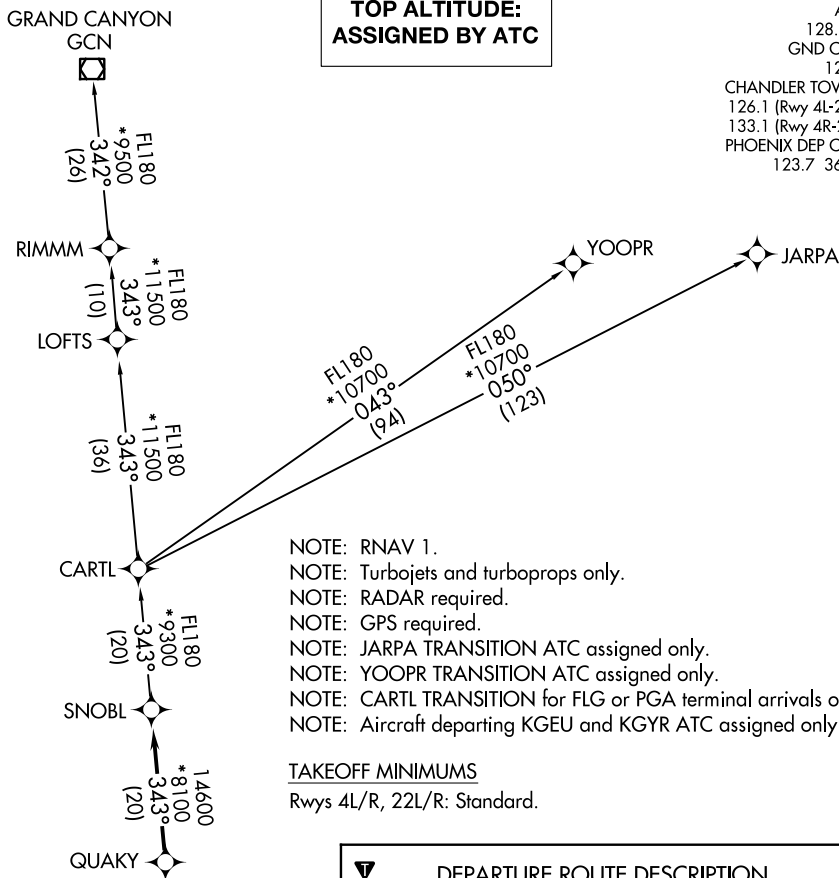 GRAND CANYON
GCN
TOP ALTITUDE:
ASSIGNED BY ATC
128.
GND
CHANDLER
126.1 (Rwy
133.1 (Rwy
PHOENIX DEP
123.7
FL180
*9500
342°
(26)
RIMMM
FL180
*11500
343°
(10)
LOFTS
FL180
*11500
343°
(36)
YOOPR
JARPA
FL180
*10700
043°
(94)
FL180
*10700
050°
(123)
CARTL
FL180
*9300
343°
(20)
SNOBL
14600
*8100
343°
(20)
QUAKY
NOTE: RNAV 1.
NOTE: Turbojets and turboprops only.
NOTE: RADAR required.
NOTE: GPS required.
NOTE: JARPA TRANSITION ATC assigned only.
NOTE: YOOPR TRANSITION ATC assigned only.
NOTE: CARTL TRANSITION for FLG or PGA terminal arrivals
NOTE: Aircraft departing KGEU and KGYR ATC assigned only
TAKEOFF MINIMUMS
Rwys 4L/R, 22L/R: Standard.
T
DEPARTURE ROUTE DESCRIPTION